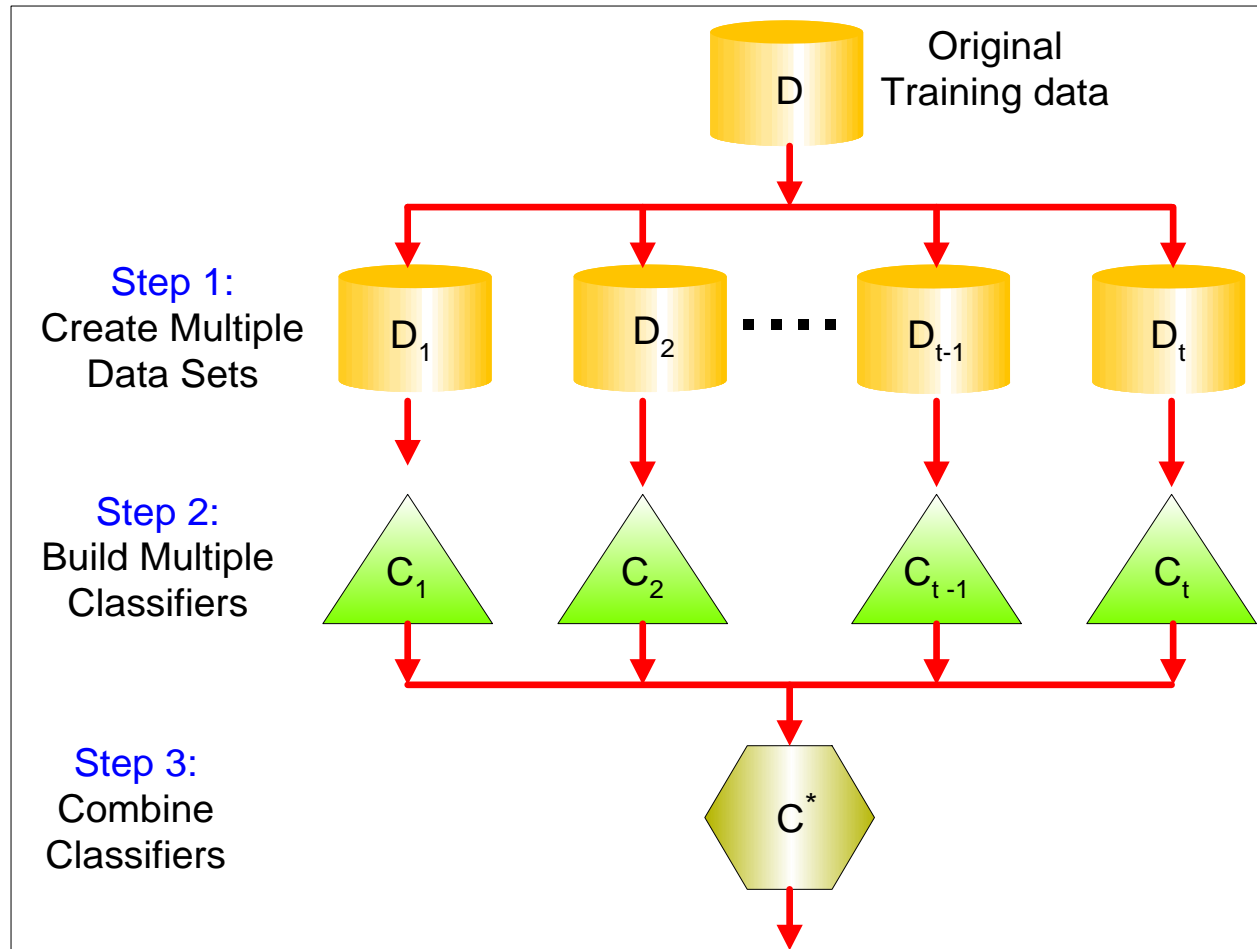 D
Original
Training data
Step 1:
Create Multiple
Data Sets
D1
D2
Dt-1
Dt
Step 2:
Build Multiple
Classifiers
C1
C2
Ct -1
Ct
Step 3:
Combine
Classifiers
C*